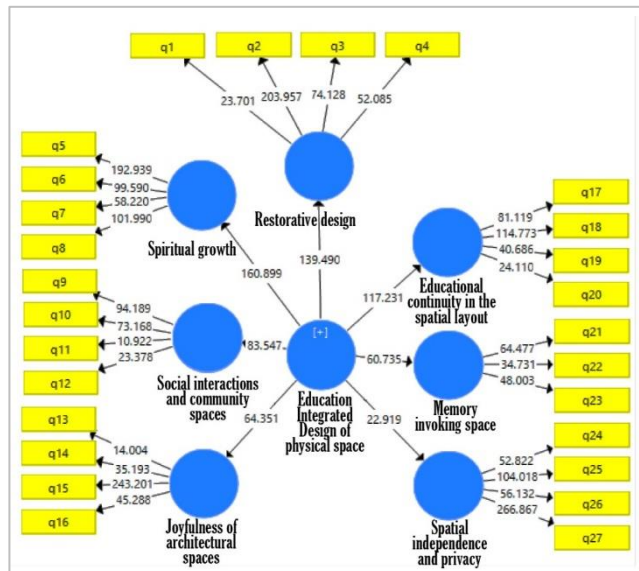 q1
q2
q3
q4
23.701
203.957
74.128
52.085
Restorative design
139.490
q5
q6
q7
q8
192.939
99.590
58.220
101.990
Spiritual growth
160.899
q9
q10
q11
q12
94.189
73.168
10.922
23.378
Social interactions
and community
spaces
83.547
q13
q14
q15
q16
14.004
35.193
243.201
45.288
Joyfulness of
architectural
spaces
64.351
[+]
Education
Integrated
Design of
physical space
117.231
Educational
continuity in the
spatial layout
81.119
114.773
40.686
24.110
q17
q18
q19
q20
60.735
Memory
invoking space
64.477
34.731
48.003
q21
q22
q23
22.919
Spatial
independence
and privacy
52.822
104.018
56.132
266.867
q24
q25
q26
q27